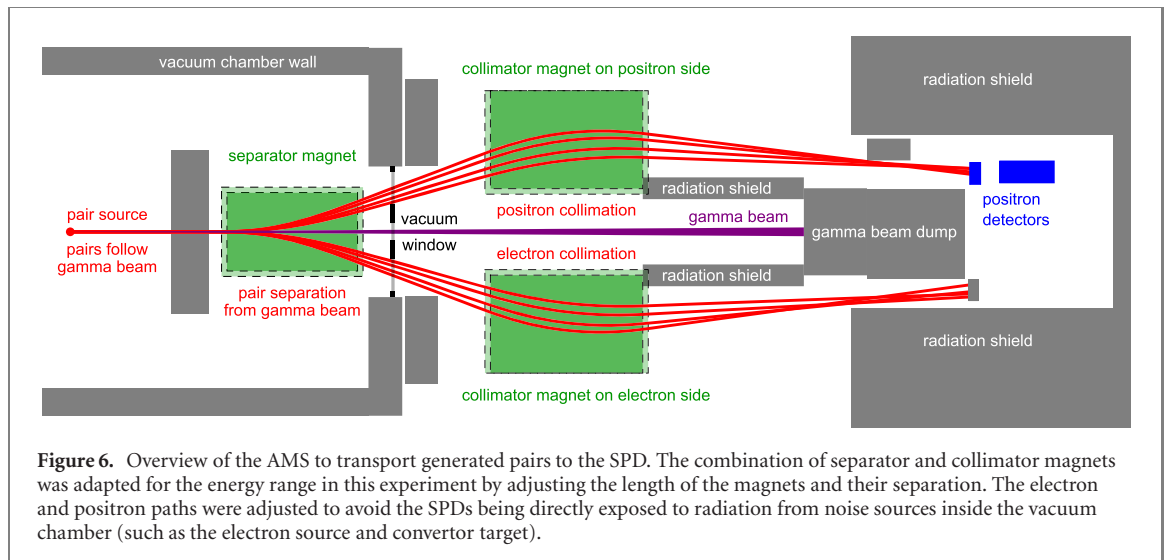 vacuum chamber wall
collimator magnet on positron side
radiation shield
separator magnet
pair source
pairs follow
gamma beam
pair separation
from gamma beam
vacuum
window
positron collimation
radiation shield
gamma beam
gamma beam dump
electron collimation
radiation shield
positron
detectors
radiation shield
collimator magnet on electron side
Figure 6. Overview of the AMS to transport generated pairs to the SPD. The combination of separator and collimator magnets
was adapted for the energy range in this experiment by adjusting the length of the magnets and their separation. The electron
and positron paths were adjusted to avoid the SPDs being directly exposed to radiation from noise sources inside the vacuum
chamber (such as the electron source and convertor target).